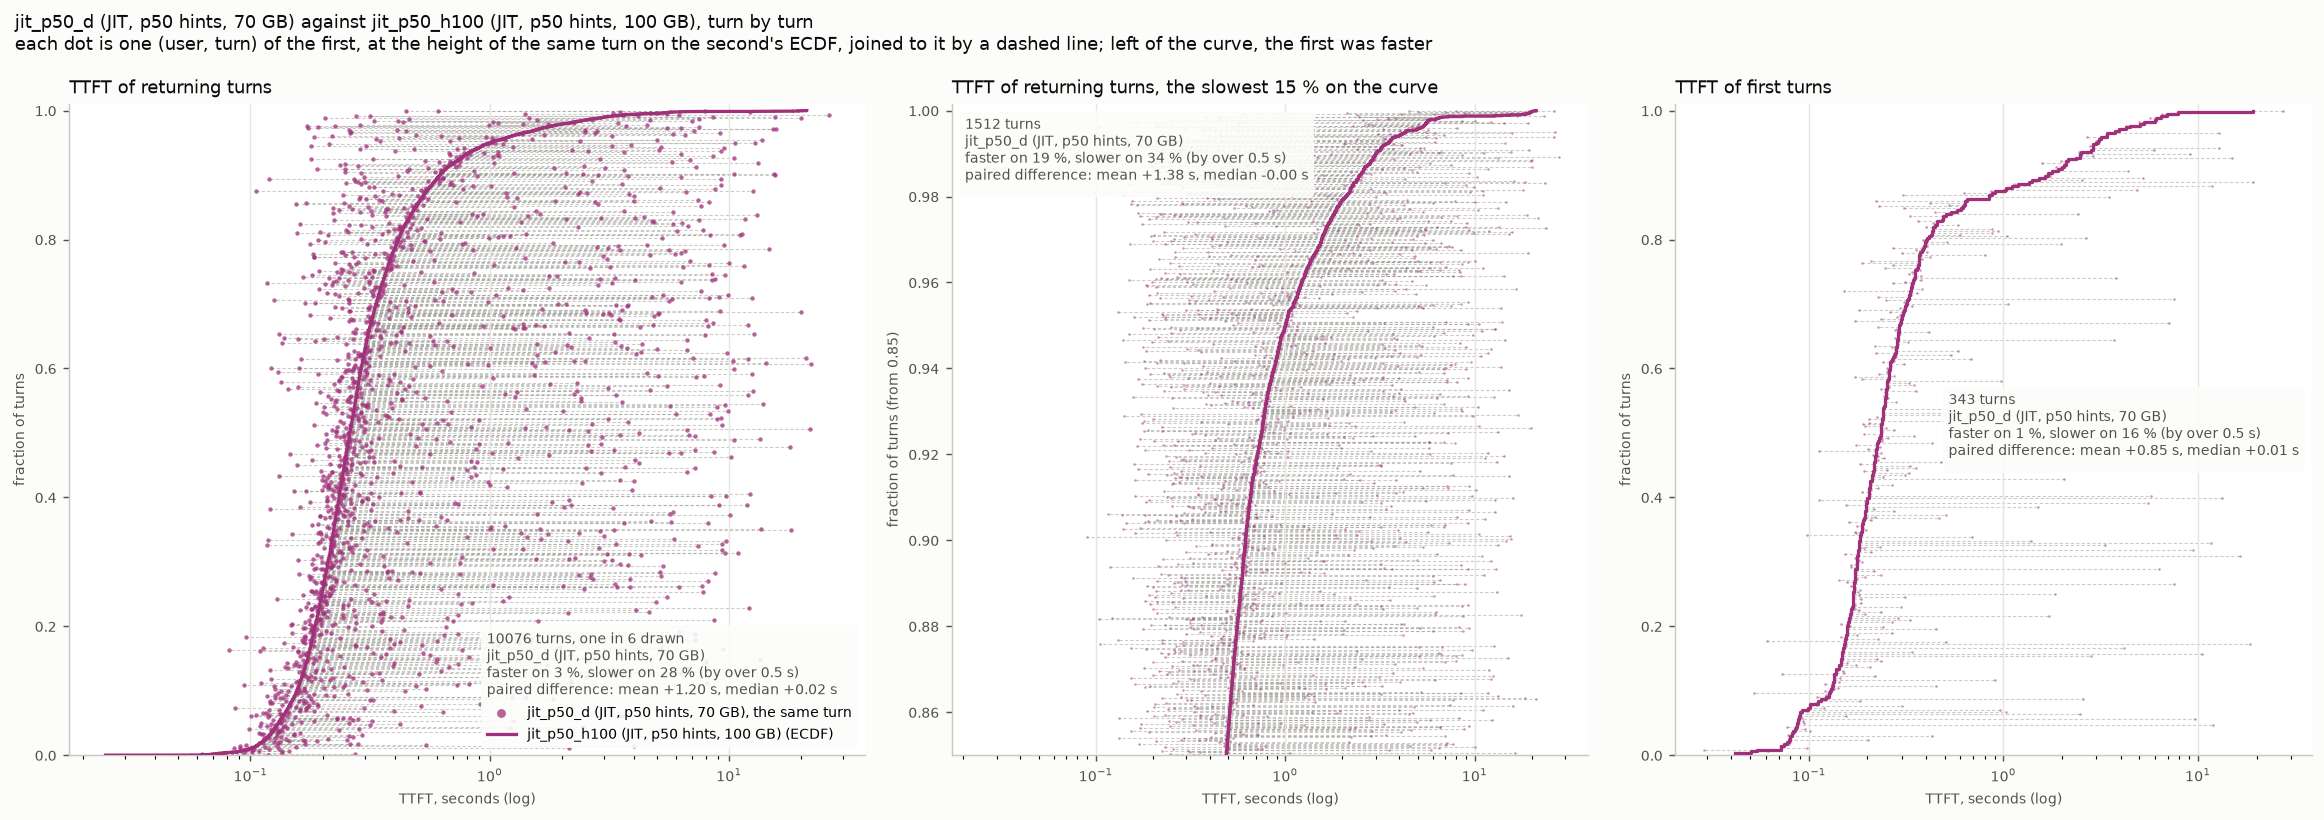 jit_p50_d (JIT, p50 hints, 70 GB) against jit_p50_h100 (JIT, p50 hints, 100 GB), turn by turn
each dot is one (user, turn) of the first, at the height of the same turn on the second's ECDF, joined to it by a dashed line; left of the curve, the first was faster
TTFT of returning turns
1.0
0.8
0.6
0.4
0.2
0.0
fraction of turns
10⁻¹
10⁰
10¹
TTFT, seconds (log)
10076 turns, one in 6 drawn
jit_p50_d (JIT, p50 hints, 70 GB)
faster on 3 %, slower on 28 % (by over 0.5 s)
paired difference: mean +1.20 s, median +0.02 s
jit_p50_d (JIT, p50 hints, 70 GB), the same turn
jit_p50_h100 (JIT, p50 hints, 100 GB) (ECDF)
TTFT of returning turns, the slowest 15 % on the curve
1512 turns
jit_p50_d (JIT, p50 hints, 70 GB)
faster on 19 %, slower on 34 % (by over 0.5 s)
paired difference: mean +1.38 s, median -0.00 s
1.00
0.98
0.96
0.94
0.92
0.90
0.88
0.86
fraction of turns (from 0.85)
10⁻¹
10⁰
10¹
TTFT, seconds (log)
TTFT of first turns
1.0
0.8
0.6
0.4
0.2
0.0
fraction of turns
343 turns
jit_p50_d (JIT, p50 hints, 70 GB)
faster on 1 %, slower on 16 % (by over 0.5 s)
paired difference: mean +0.85 s, median +0.01 s
10⁻¹
10⁰
10¹
TTFT, seconds (log)